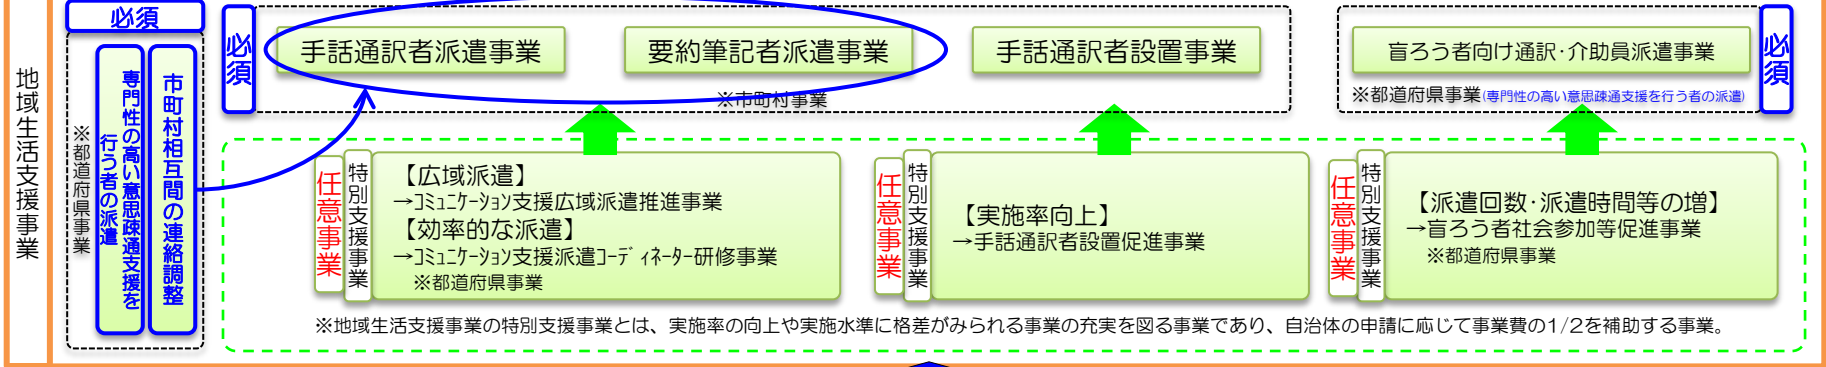 地域生活支援事業
必須
市町村相互間の連絡調整
専門性の高い意思疎通支援を
行う者の派遣
※都道府県事業
必須
手話通訳者派遣事業
要約筆記者派遣事業
手話通訳者設置事業
※市町村事業
盲ろう者向け通訳・介助員派遣事業
※都道府県事業(専門性の高い意思疎通支援を行う者の派遣)
必須
任意事業
特別支援事業
【広域派遣】
→ｺﾐｭﾆｹｰｼｮﾝ支援広域派遣推進事業
【効率的な派遣】
→ｺﾐｭﾆｹｰｼｮﾝ支援派遣ｺｰﾃﾞｨﾈｰﾀｰ研修事業
※都道府県事業
任意事業
特別支援事業
【実施率向上】
→手話通訳者設置促進事業
任意事業
特別支援事業
【派遣回数・派遣時間等の増】
→盲ろう者社会参加等促進事業
※都道府県事業
※地域生活支援事業の特別支援事業とは、実施率の向上や実施水準に格差がみられる事業の充実を図る事業であり、自治体の申請に応じて事業費の1/2を補助する事業。